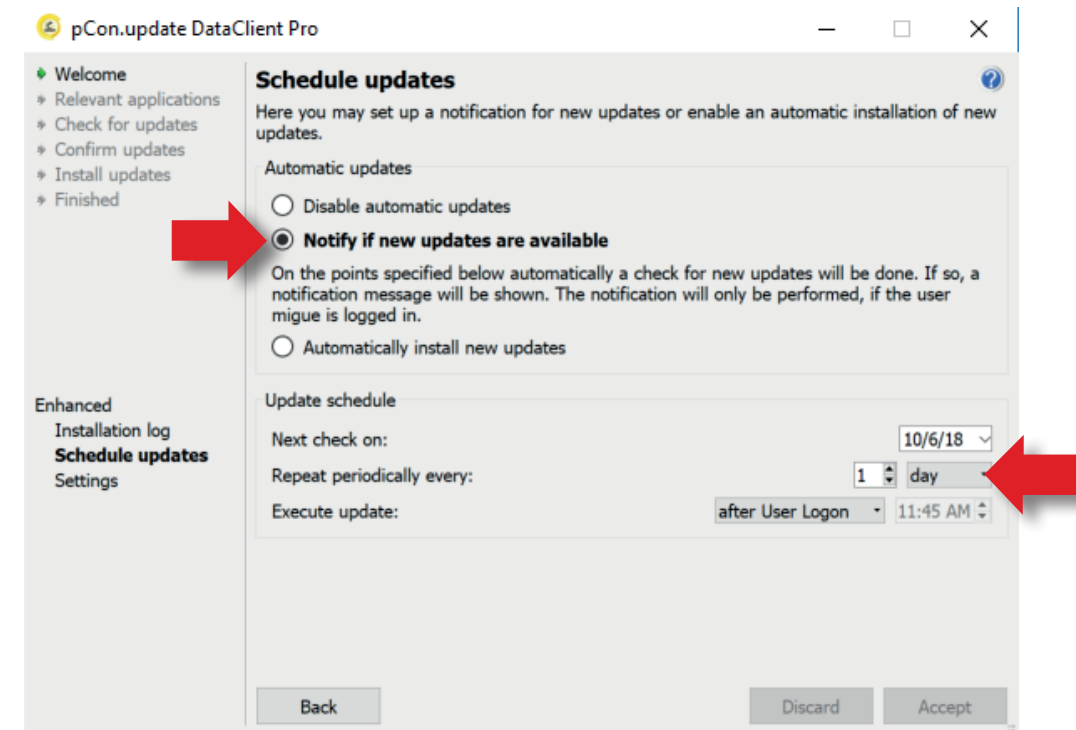 pCon.update DataClient Pro
Welcome
Relevant applications
Check for updates
Confirm updates
Install updates
Finished
Enhanced
Installation log
Schedule updates
Settings
Schedule updates
Here you may set up a notification for new updates or enable an automatic installation of new
updates.
Automatic updates
Disable automatic updates
Notify if new updates are available
On the points specified below automatically a check for new updates will be done. If so, a
notification message will be shown. The notification will only be performed, if the user
migue is logged in.
Automatically install new updates
Update schedule
Next check on: 10/6/18
Repeat periodically every: 1 day
Execute update: after User Logon 11:45 AM
Back Discard Accept